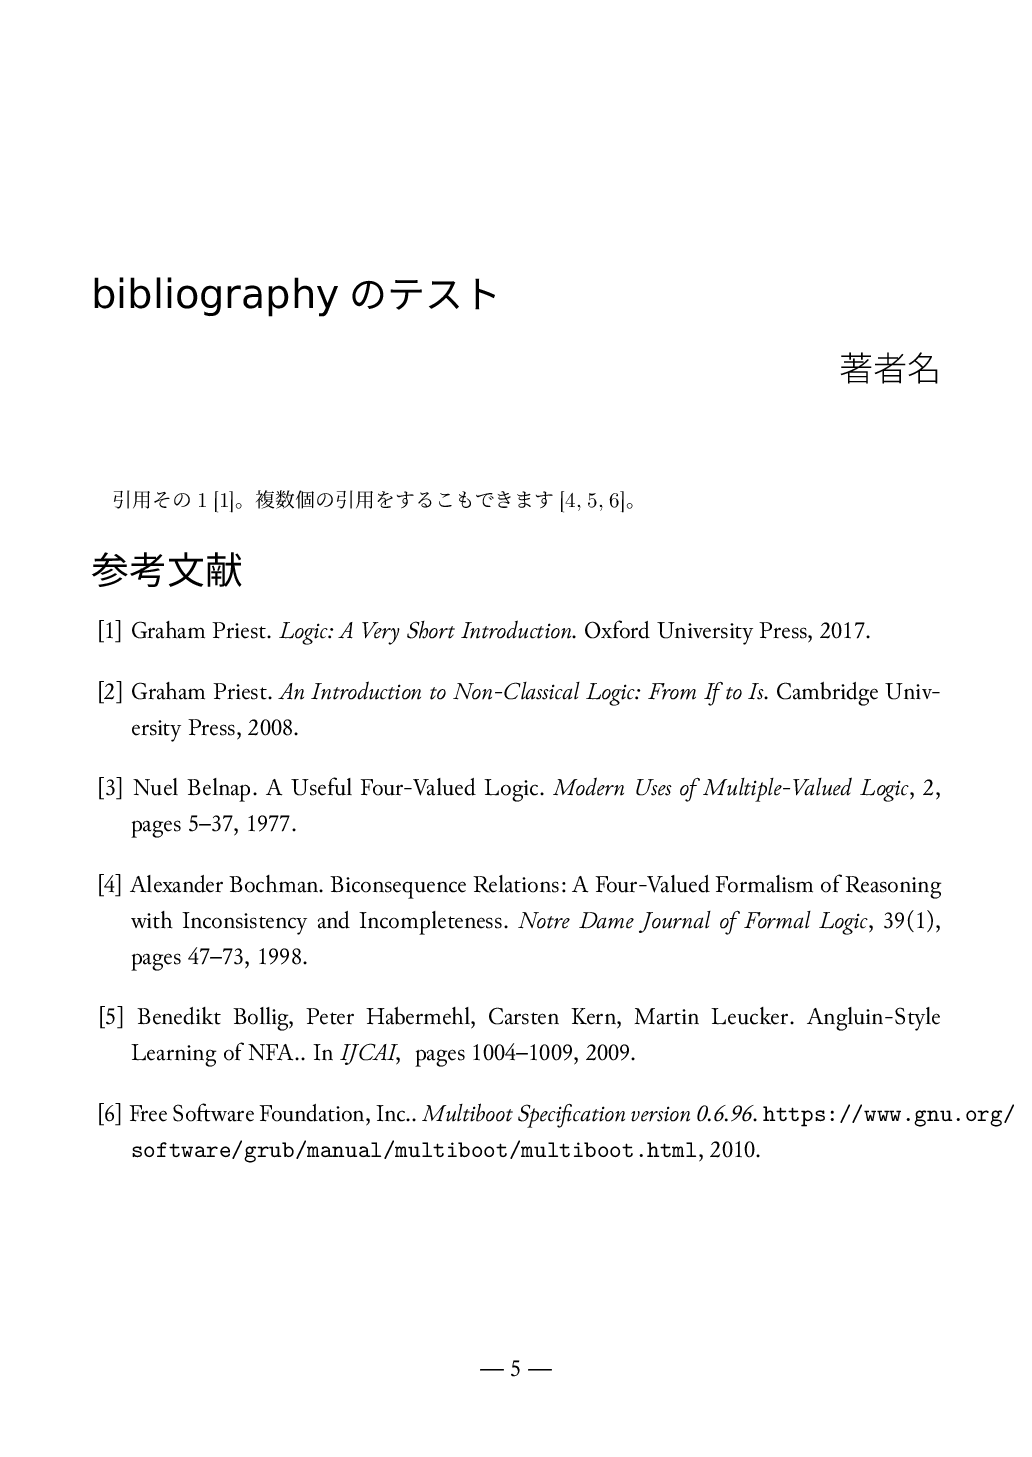 bibliography のテスト
著者名
引用その 1 [1]。複数個の引用をするこもできます [4, 5, 6]。
参考文献
[1] Graham Priest. Logic: A Very Short Introduction. Oxford University Press, 2017.
[2] Graham Priest. An Introduction to Non-Classical Logic: From If to Is. Cambridge Univ-
ersity Press, 2008.
[3] Nuel Belnap. A Useful Four-Valued Logic. Modern Uses of Multiple-Valued Logic, 2,
pages 5–37, 1977.
[4] Alexander Bochman. Biconsequence Relations: A Four-Valued Formalism of Reasoning
with Inconsistency and Incompleteness. Notre Dame Journal of Formal Logic, 39(1),
pages 47–73, 1998.
[5] Benedikt Bollig, Peter Habermehl, Carsten Kern, Martin Leucker. Angluin-Style
Learning of NFA.. In IJCAI, pages 1004–1009, 2009.
[6] Free Software Foundation, Inc.. Multiboot Specification version 0.6.96. https://www.gnu.org/
software/grub/manual/multiboot/multiboot.html, 2010.
— 5 —